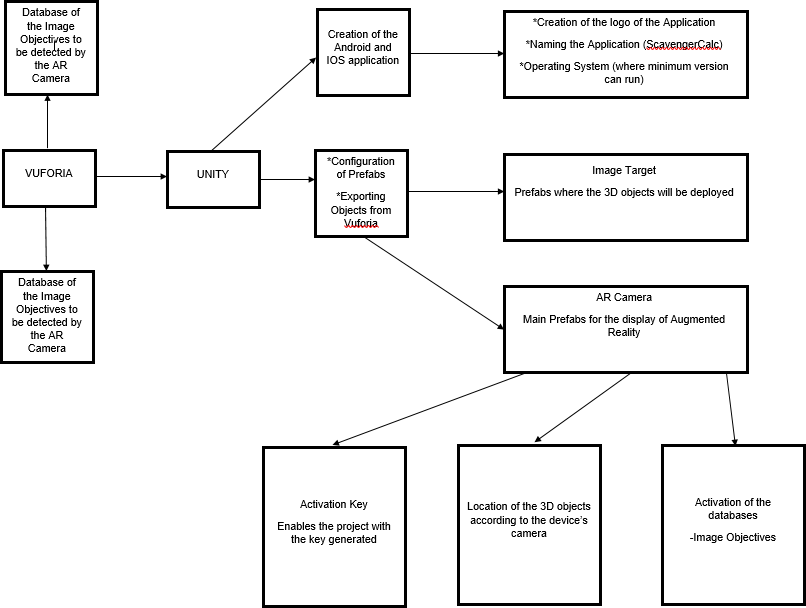 Database of
the Image
Objectives to
be detected by
the AR
Camera
Creation of the
Android and
IOS application
*Creation of the logo of the Application
*Naming the Application (ScavengerCalc)
*Operating System (where minimum version
can run)
VUFORIA
UNITY
*Configuration
of Prefabs
*Exporting
Objects from
Vuforia
Image Target
Prefabs where the 3D objects will be deployed
Database of
the Image
Objectives to
be detected by
the AR
Camera
AR Camera
Main Prefabs for the display of Augmented
Reality
Activation Key
Enables the project with
the key generated
Location of the 3D objects
according to the device's
camera
Activation of the
databases
-Image Objectives